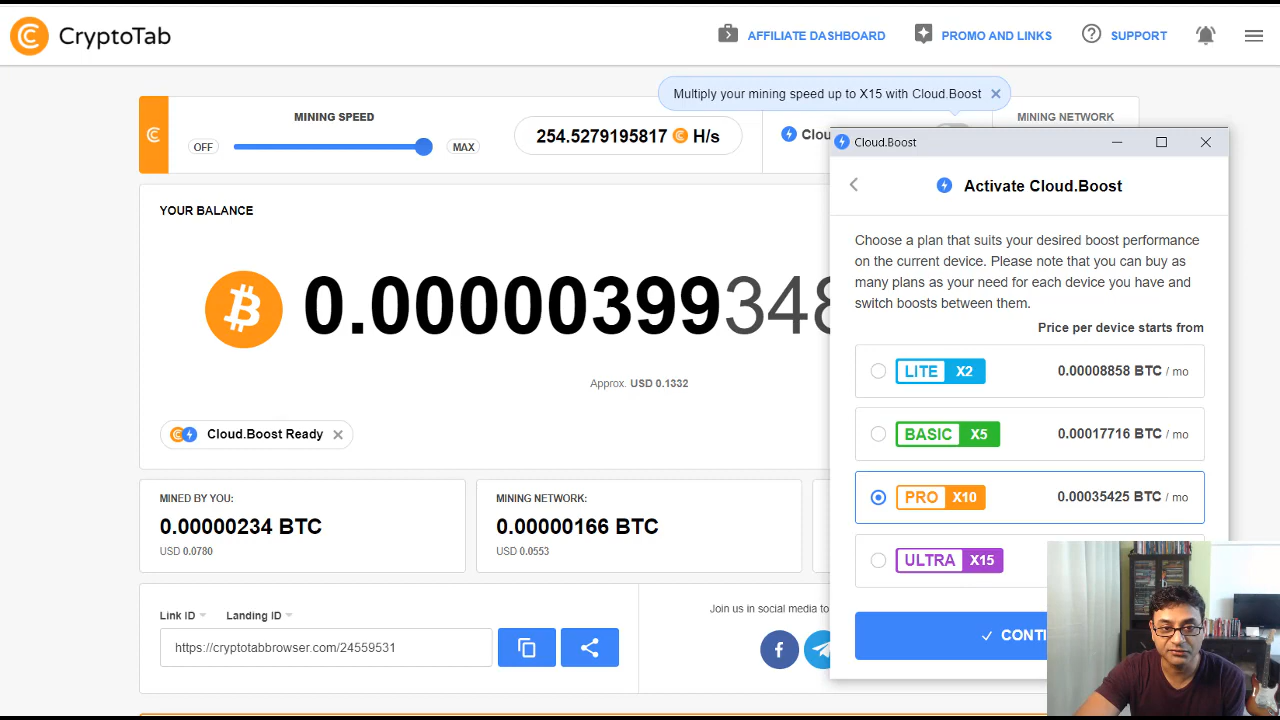 CryptoTab
AFFILIATE DASHBOARD
PROMO AND LINKS
SUPPORT
Multiply your mining speed up to X15 with Cloud.Boost
MINING SPEED
OFF
MAX
254.5279195817 H/s
MINING NETWORK
YOUR BALANCE
0.00000399348
Approx. USD 0.1332
Cloud.Boost Ready
MINED BY YOU:
0.00000234 BTC
USD 0.0780
MINING NETWORK:
0.00000166 BTC
USD 0.0553
Link ID
Landing ID
https://cryptotabbrowser.com/24559531
Join us in social media to
Cloud.Boost
Activate Cloud.Boost
Choose a plan that suits your desired boost performance
on the current device. Please note that you can buy as
many plans as your need for each device you have and
switch boosts between them.
Price per device starts from
LITE X2
0.00008858 BTC / mo
BASIC X5
0.00017716 BTC / mo
PRO X10
0.00035425 BTC / mo
ULTRA X15